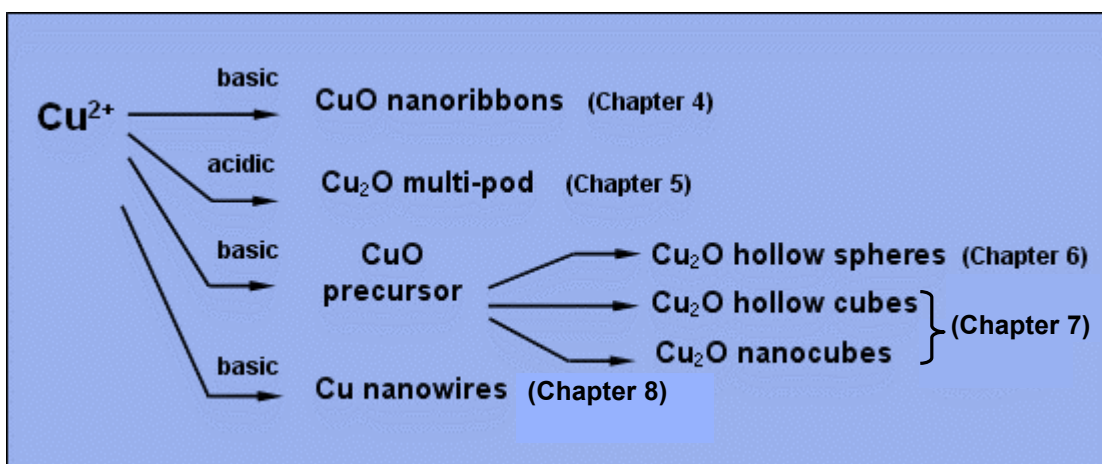 Cu²⁺
basic
CuO nanoribbons (Chapter 4)
acidic
Cu₂O multi-pod (Chapter 5)
basic
CuO
precursor
Cu₂O hollow spheres (Chapter 6)
Cu₂O hollow cubes
Cu₂O nanocubes
(Chapter 7)
basic
Cu nanowires (Chapter 8)